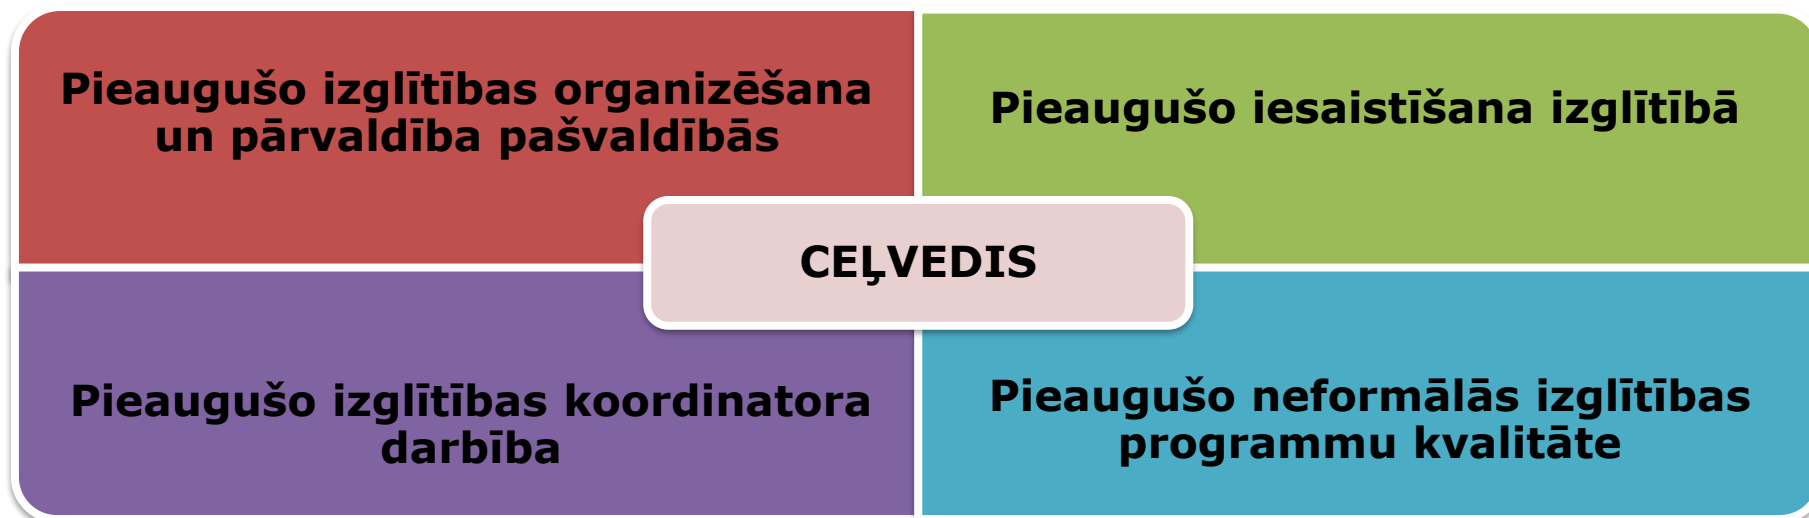 Pieaugušo izglītības organizēšana
un pārvaldība pašvaldībās
Pieaugušo iesaistīšana izglītībā
CEĻVEDIS
Pieaugušo izglītības koordinatora
darbība
Pieaugušo neformālās izglītības
programmu kvalitāte